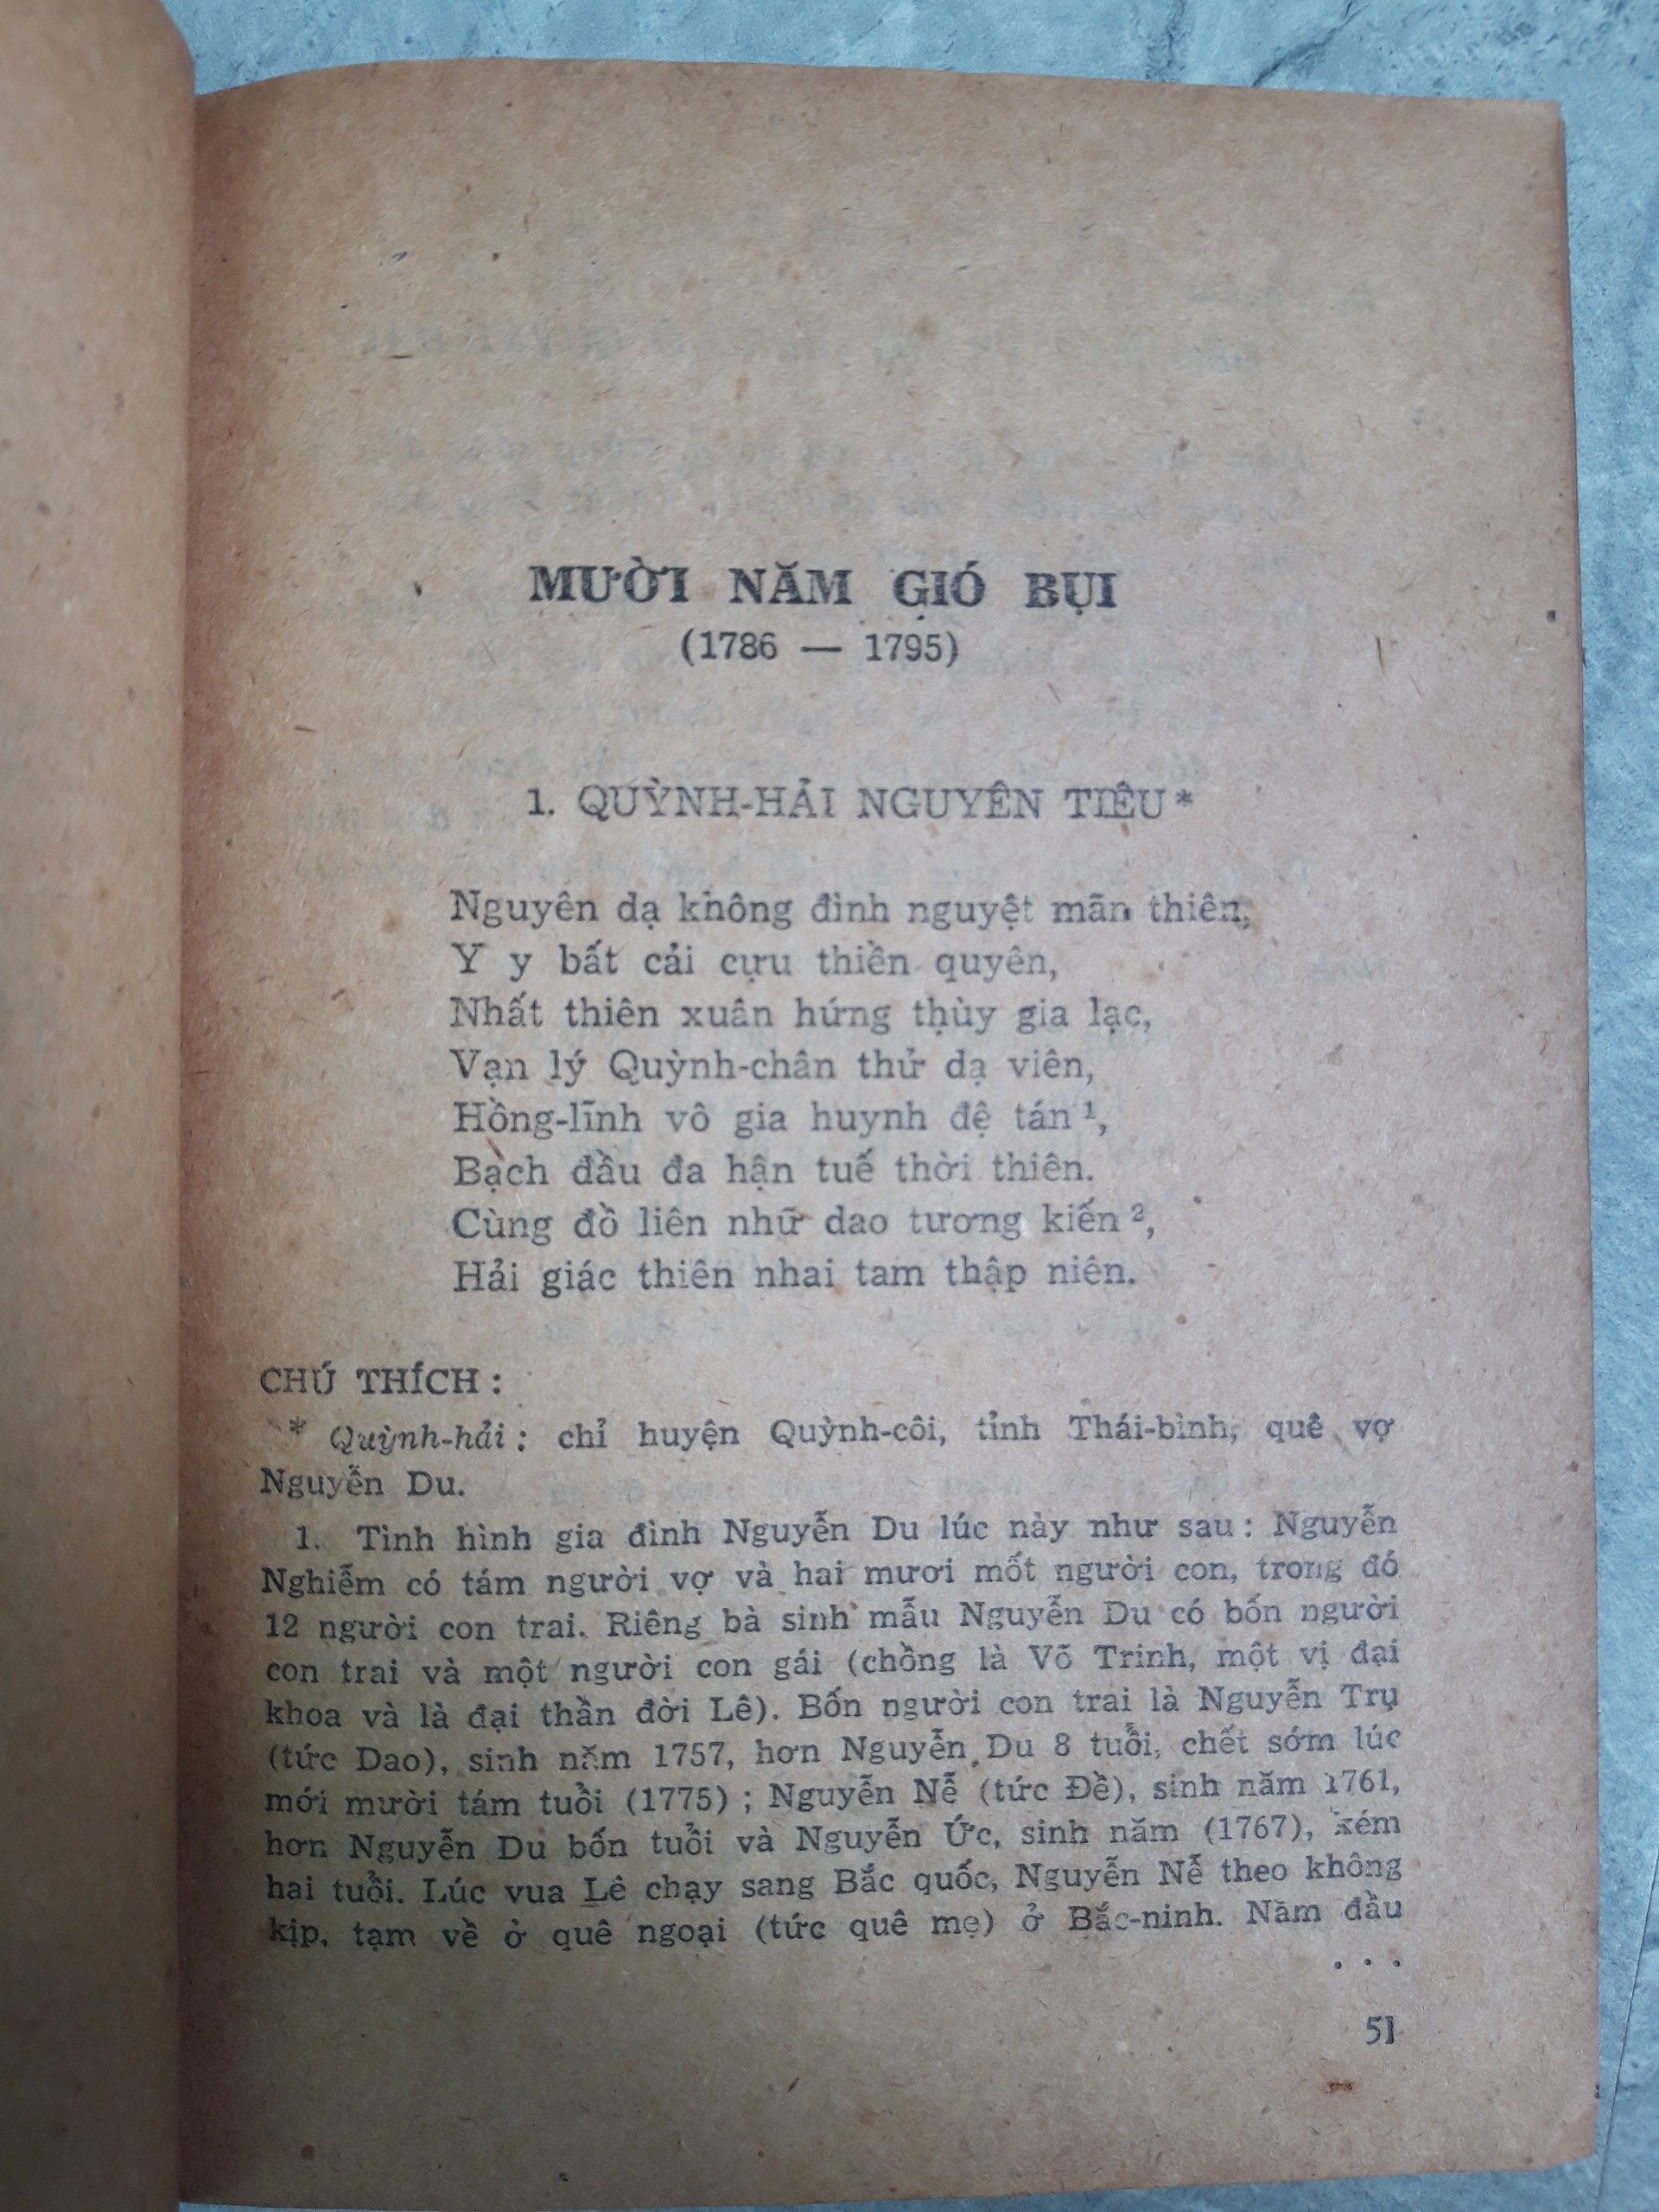 MƯỜI NĂM GIÓ BỤI
(1786 — 1795)
1. QUỲNH-HẢI NGUYÊN TIÊU*
Nguyên dạ không đình nguyệt mãn thiên,
Y y bất cải cựu thiền quyên,
Nhất thiên xuân hứng thùy gia lạc,
Vạn lý Quỳnh-chân thử dạ viên,
Hồng-lĩnh vô gia huynh đệ tán¹,
Bạch đầu đa hận tuế thời thiên.
Cùng đồ liên nhữ dao tương kiến²,
Hải giác thiên nhai tam thập niên.
CHÚ THÍCH :
* Quỳnh-hải : chỉ huyện Quỳnh-côi, tỉnh Thái-bình, quê vợ
Nguyễn Du.
1. Tình hình gia đình Nguyễn Du lúc này như sau : Nguyễn
Nghiễm có tám người vợ và hai mươi mốt người con, trong đó
12 người con trai. Riêng bà sinh mẫu Nguyễn Du có bốn người
con trai và một người con gái (chồng là Võ Trinh, một vị đại
khoa và là đại thần đời Lê). Bốn người con trai là Nguyễn Trụ
(tức Dao), sinh năm 1757, hơn Nguyễn Du 8 tuổi, chết sớm lúc
mới mười tám tuổi (1775) ; Nguyễn Nễ (tức Đề), sinh năm 1761,
hơn Nguyễn Du bốn tuổi và Nguyễn Ức, sinh năm (1767), kém
hai tuổi. Lúc vua Lê chạy sang Bắc quốc, Nguyễn Nễ theo không
kịp, tạm về ở quê ngoại (tức quê mẹ) ở Bắc-ninh. Năm đầu
. . .
51